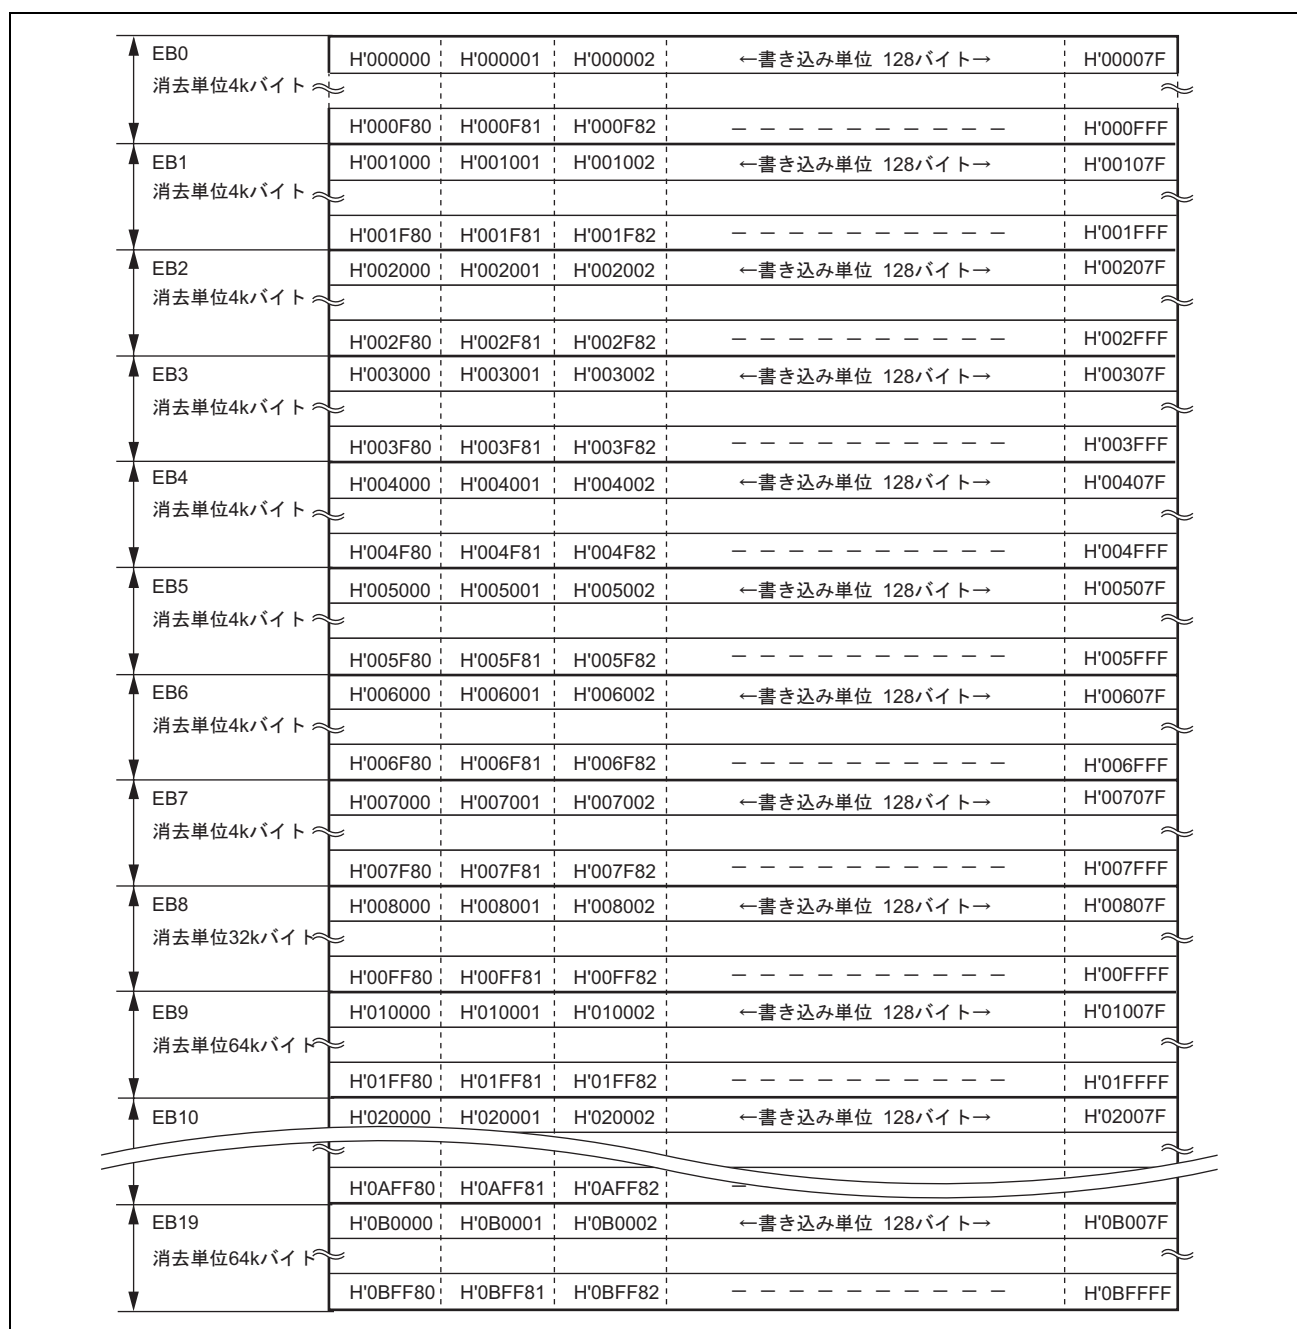 EB0 H'000000 H'000001 H'000002 ←書き込み単位 128バイト→ H'00007F
消去単位4kバイト
H'000F80 H'000F81 H'000F82 － － － － － － － － － － H'000FFF
EB1 H'001000 H'001001 H'001002 ←書き込み単位 128バイト→ H'00107F
消去単位4kバイト
H'001F80 H'001F81 H'001F82 － － － － － － － － － － H'001FFF
EB2 H'002000 H'002001 H'002002 ←書き込み単位 128バイト→ H'00207F
消去単位4kバイト
H'002F80 H'002F81 H'002F82 － － － － － － － － － － H'002FFF
EB3 H'003000 H'003001 H'003002 ←書き込み単位 128バイト→ H'00307F
消去単位4kバイト
H'003F80 H'003F81 H'003F82 － － － － － － － － － － H'003FFF
EB4 H'004000 H'004001 H'004002 ←書き込み単位 128バイト→ H'00407F
消去単位4kバイト
H'004F80 H'004F81 H'004F82 － － － － － － － － － － H'004FFF
EB5 H'005000 H'005001 H'005002 ←書き込み単位 128バイト→ H'00507F
消去単位4kバイト
H'005F80 H'005F81 H'005F82 － － － － － － － － － － H'005FFF
EB6 H'006000 H'006001 H'006002 ←書き込み単位 128バイト→ H'00607F
消去単位4kバイト
H'006F80 H'006F81 H'006F82 － － － － － － － － － － H'006FFF
EB7 H'007000 H'007001 H'007002 ←書き込み単位 128バイト→ H'00707F
消去単位4kバイト
H'007F80 H'007F81 H'007F82 － － － － － － － － － － H'007FFF
EB8 H'008000 H'008001 H'008002 ←書き込み単位 128バイト→ H'00807F
消去単位32kバイト
H'00FF80 H'00FF81 H'00FF82 － － － － － － － － － － H'00FFFF
EB9 H'010000 H'010001 H'010002 ←書き込み単位 128バイト→ H'01007F
消去単位64kバイト
H'01FF80 H'01FF81 H'01FF82 － － － － － － － － － － H'01FFFF
EB10 H'020000 H'020001 H'020002 ←書き込み単位 128バイト→ H'02007F
H'0AFF80 H'0AFF81 H'0AFF82 －
EB19 H'0B0000 H'0B0001 H'0B0002 ←書き込み単位 128バイト→ H'0B007F
消去単位64kバイト
H'0BFF80 H'0BFF81 H'0BFF82 － － － － － － － － － － H'0BFFFF